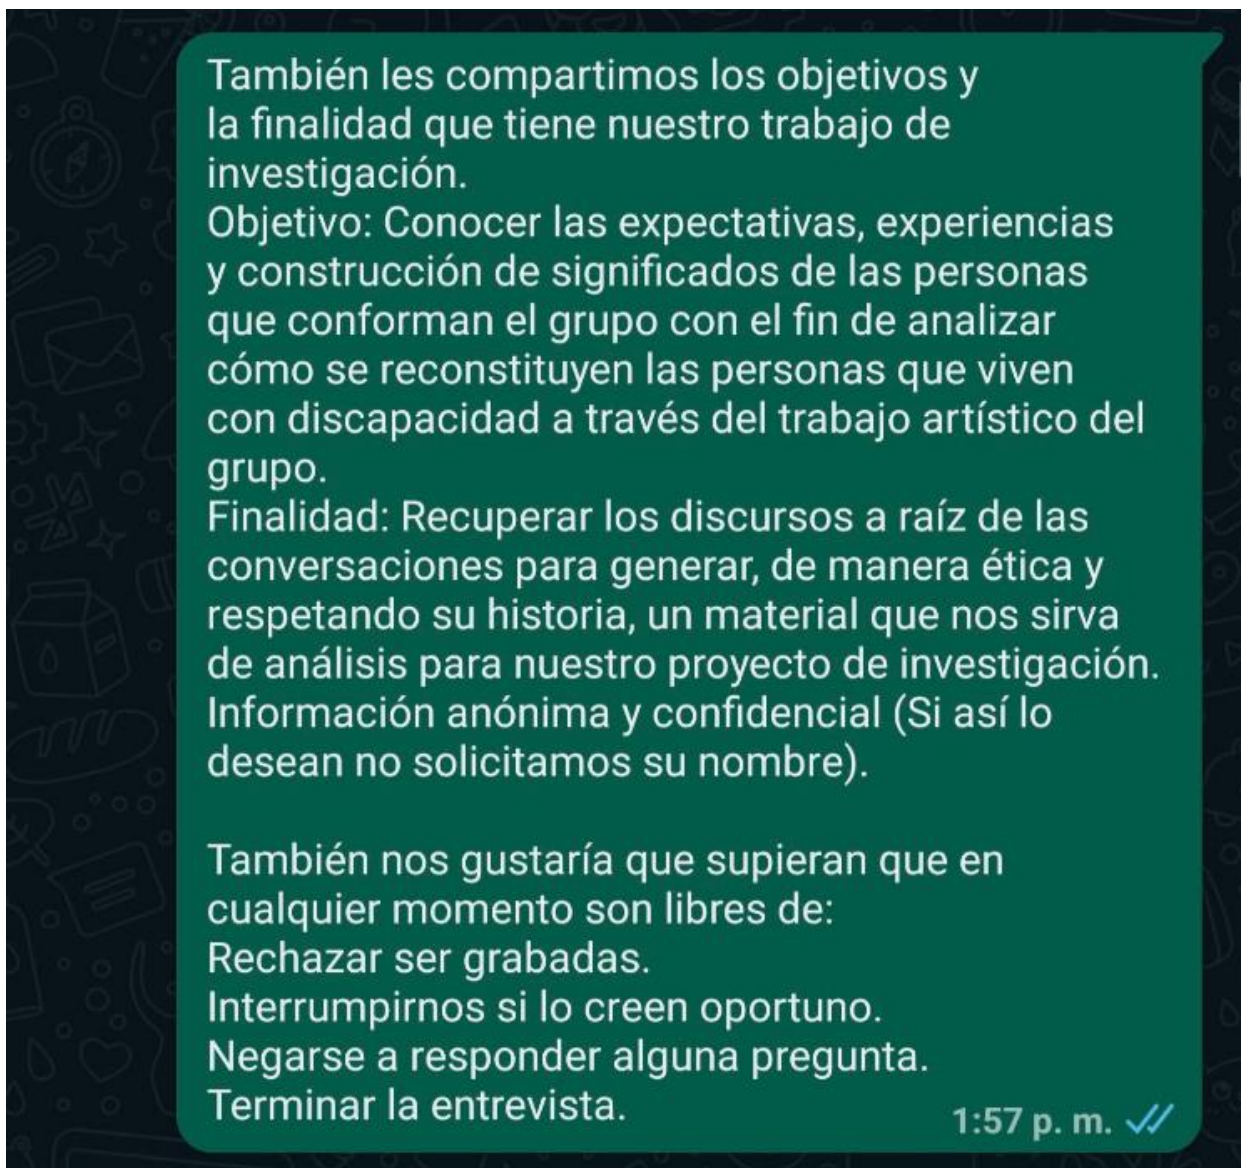 También les compartimos los objetivos y
la finalidad que tiene nuestro trabajo de
investigación.
Objetivo: Conocer las expectativas, experiencias
y construcción de significados de las personas
que conforman el grupo con el fin de analizar
cómo se reconstituyen las personas que viven
con discapacidad a través del trabajo artístico del
grupo.
Finalidad: Recuperar los discursos a raíz de las
conversaciones para generar, de manera ética y
respetando su historia, un material que nos sirva
de análisis para nuestro proyecto de investigación.
Información anónima y confidencial (Si así lo
desean no solicitamos su nombre).

También nos gustaría que supieran que en
cualquier momento son libres de:
Rechazar ser grabadas.
Interrumpirnos si lo creen oportuno.
Negarse a responder alguna pregunta.
Terminar la entrevista.
1:57 p. m.